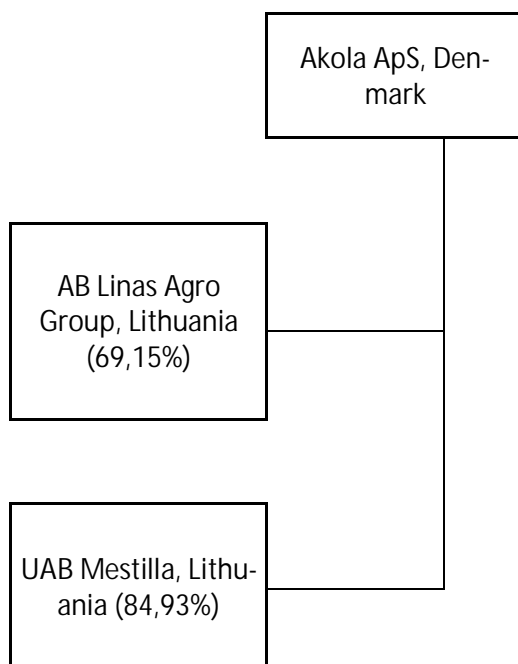 Akola ApS, Den-
mark
AB Linas Agro
Group, Lithuania
(69,15%)
UAB Mestilla, Lithu-
ania (84,93%)